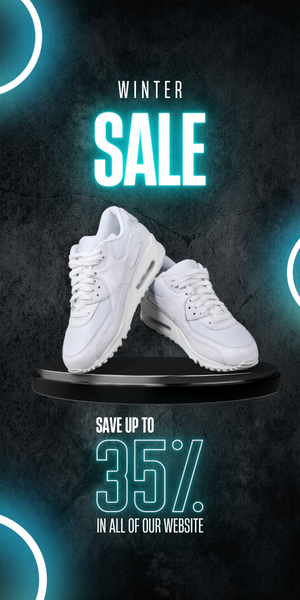 WINTER
SALE
SAVE UP TO
35%
IN ALL OF OUR WEBSITE